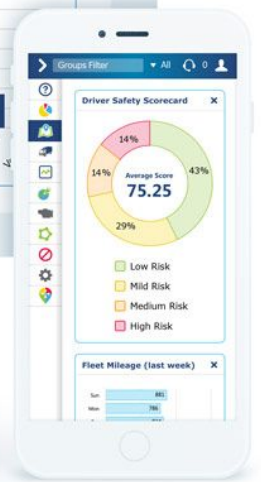 Groups Filter All 0
Driver Safety Scorecard x
14%
14%
43%
Average Score
75.25
29%
Low Risk
Mild Risk
Medium Risk
High Risk
Fleet Mileage (last week) x
Sun 881
Mon 786